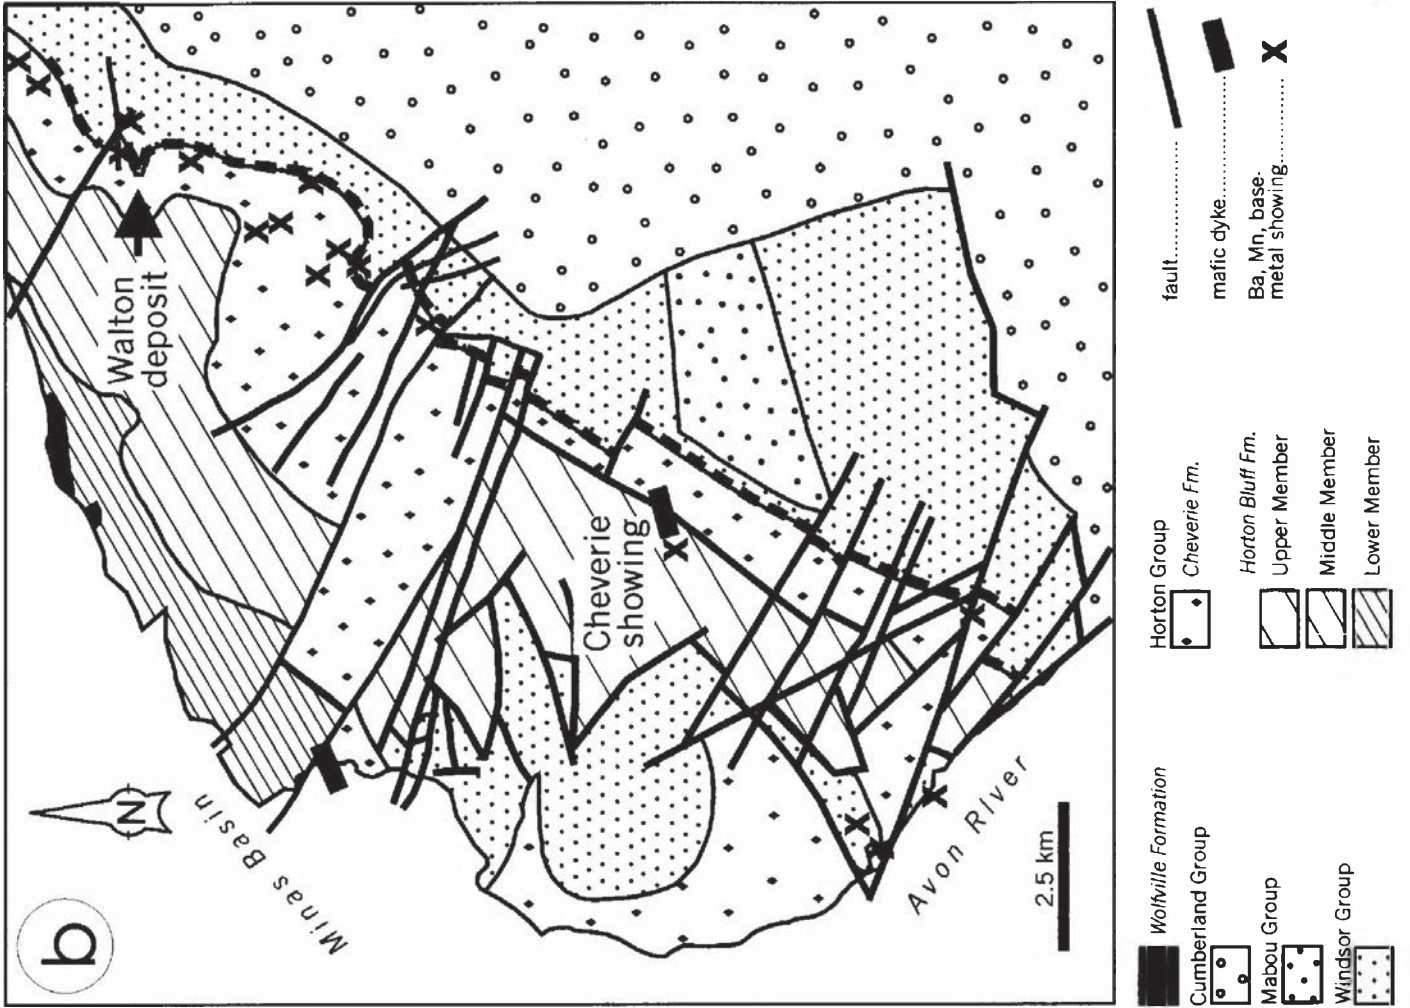 b
N
Walton
deposit
Cheverie
showing
Minas Basin
Avon River
2.5 km
Wolfville Formation
Cumberland Group
Mabou Group
Windsor Group
Horton Group
Cheverie Fm.
Horton Bluff Fm.
Upper Member
Middle Member
Lower Member
fault
mafic dyke
Ba, Mn, base-
metal showing